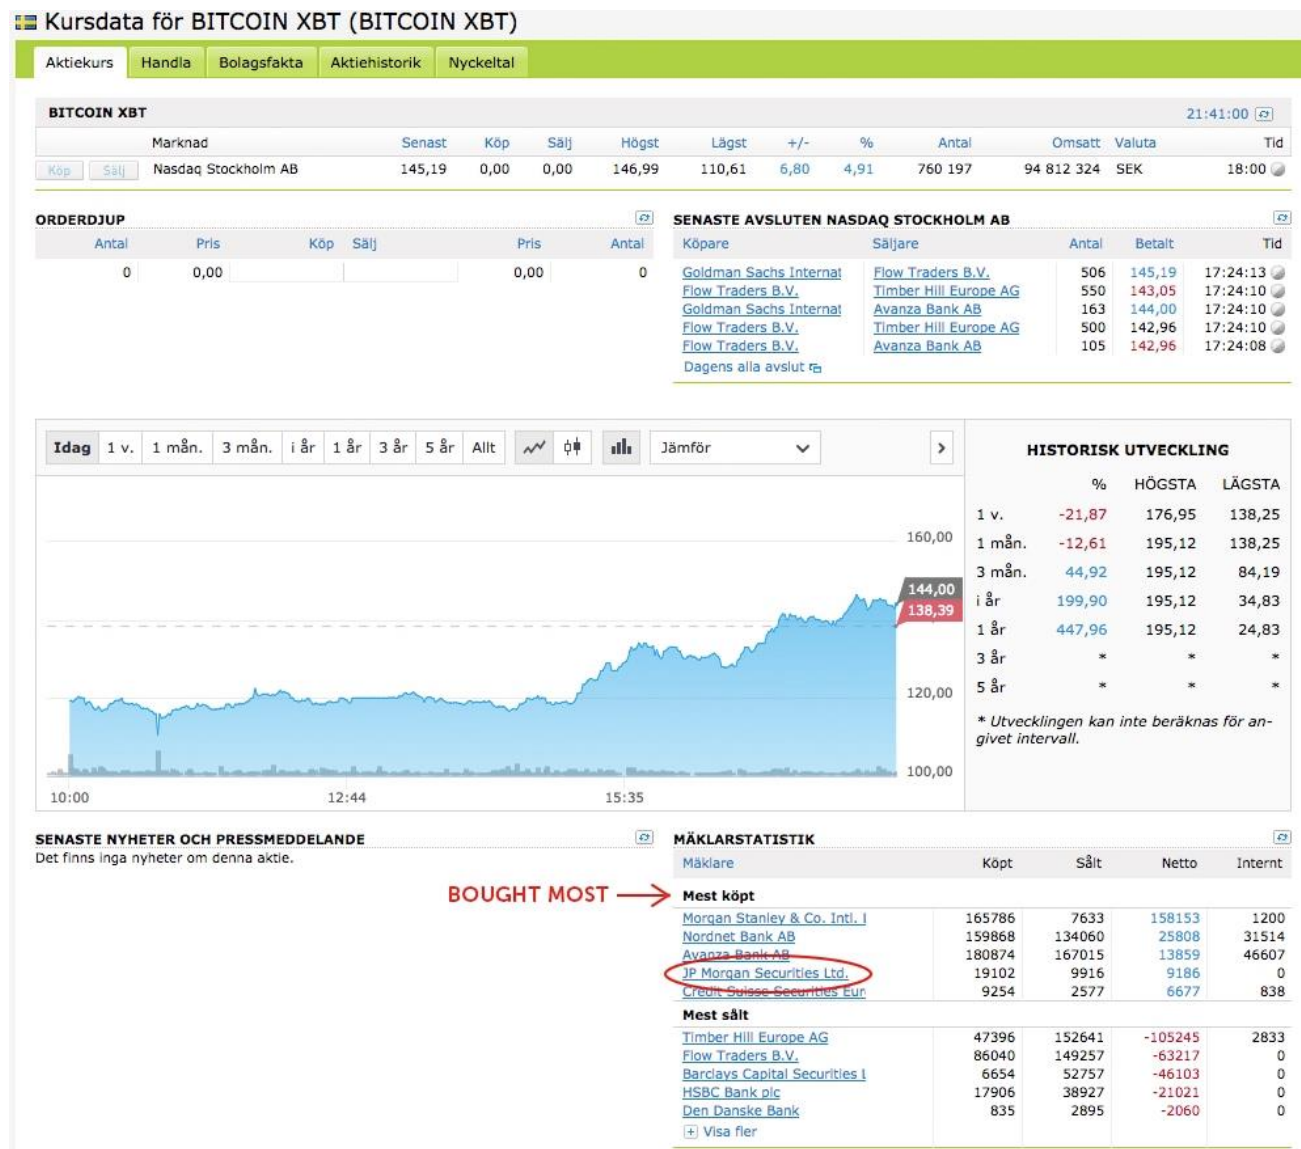 Kursdata för BITCOIN XBT (BITCOIN XBT)
Aktiekurs Handla Bolagsfakta Aktiehistorik Nyckeltal
BITCOIN XBT 21:41:00
Marknad Senast Köp Sälj Högst Lägst +/- % Antal Omsatt Valuta Tid
Köp Sälj Nasdaq Stockholm AB 145,19 0,00 0,00 146,99 110,61 6,80 4,91 760 197 94 812 324 SEK 18:00
ORDERDJUP
Antal Pris Köp Sälj Pris Antal
0 0,00 0,00 0
SENASTE AVSLUTEN NASDAQ STOCKHOLM AB
Köpare Säljare Antal Betalt Tid
Goldman Sachs Internat Flow Traders B.V. 506 145,19 17:24:13
Flow Traders B.V. Timber Hill Europe AG 550 143,05 17:24:10
Goldman Sachs Internat Avanza Bank AB 163 144,00 17:24:10
Flow Traders B.V. Timber Hill Europe AG 500 142,96 17:24:10
Flow Traders B.V. Avanza Bank AB 105 142,96 17:24:08
Dagens alla avslut
Idag 1 v. 1 mån. 3 mån. i år 1 år 3 år 5 år Allt Jämför
160,00
144,00
138,39
120,00
100,00
10:00 12:44 15:35
HISTORISK UTVECKLING
% HÖGSTA LÄGSTA
1 v. -21,87 176,95 138,25
1 mån. -12,61 195,12 138,25
3 mån. 44,92 195,12 84,19
i år 199,90 195,12 34,83
1 år 447,96 195,12 24,83
3 år * * *
5 år * * *
* Utvecklingen kan inte beräknas för an-
givet intervall.
SENASTE NYHETER OCH PRESSMEDDELANDE
Det finns inga nyheter om denna aktie.
MÄKLARSTATISTIK
Mäklare Köpt Sålt Netto Internt
BOUGHT MOST
Mest köpt
Morgan Stanley & Co. Intl. l 165786 7633 158153 1200
Nordnet Bank AB 159868 134060 25808 31514
Avanza Bank AB 180874 167015 13859 46607
JP Morgan Securities Ltd. 19102 9916 9186 0
Credit Suisse Securities Eur 9254 2577 6677 838
Mest sålt
Timber Hill Europe AG 47396 152641 -105245 2833
Flow Traders B.V. 86040 149257 -63217 0
Barclays Capital Securities L 6654 52757 -46103 0
HSBC Bank plc 17906 38927 -21021 0
Den Danske Bank 835 2895 -2060 0
Visa fler